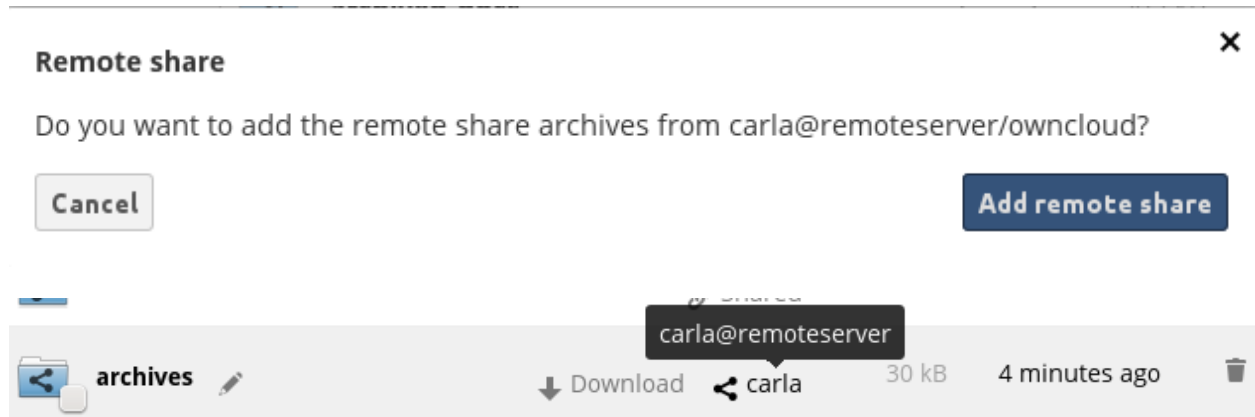 Remote share
Do you want to add the remote share archives from carla@remoteserver/owncloud?
Cancel
Add remote share
Shared
carla@remoteserver
archives Download carla 30 kB 4 minutes ago